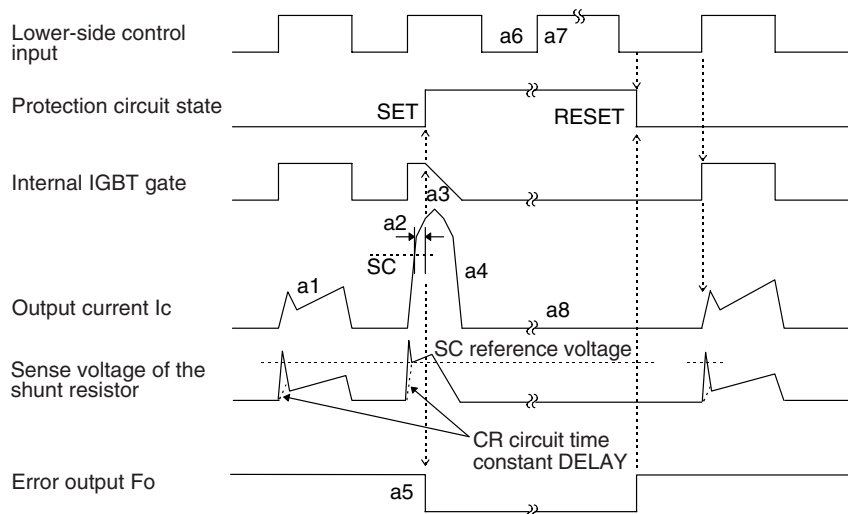 Lower-side control
input
a6
a7
Protection circuit state
SET
RESET
Internal IGBT gate
a3
a2
SC
a4
a1
Output current Ic
a8
SC reference voltage
Sense voltage of the
shunt resistor
CR circuit time
constant DELAY
Error output Fo
a5